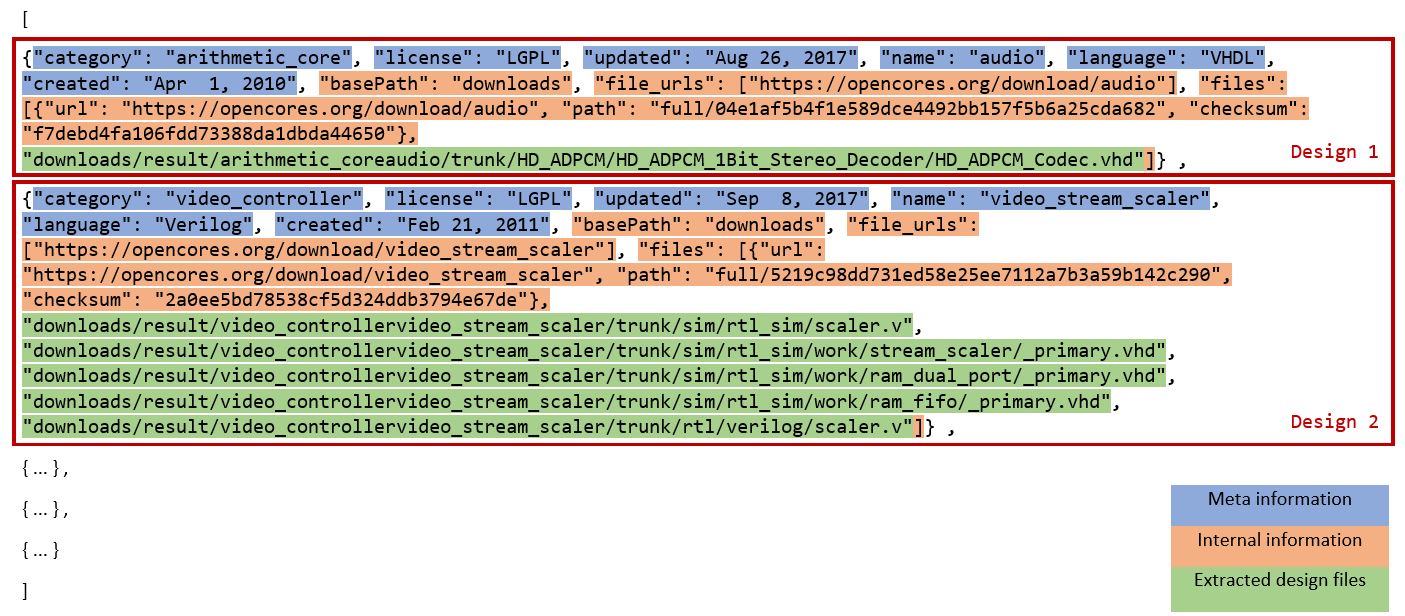 [
{"category": "arithmetic_core", "license": "LGPL", "updated": "Aug 26, 2017", "name": "audio", "language": "VHDL",
"created": "Apr  1, 2010", "basePath": "downloads", "file_urls": ["https://opencores.org/download/audio"], "files":
[{"url": "https://opencores.org/download/audio", "path": "full/04e1af5b4f1e589dce4492bb157f5b6a25cda682", "checksum":
"f7debd4fa106fdd73388da1dbda44650"},
"downloads/result/arithmetic_coreaudio/trunk/HD_ADPCM/HD_ADPCM_1Bit_Stereo_Decoder/HD_ADPCM_Codec.vhd"]} ,
Design 1
{"category": "video_controller", "license": "LGPL", "updated": "Sep  8, 2017", "name": "video_stream_scaler",
"language": "Verilog", "created": "Feb 21, 2011", "basePath": "downloads", "file_urls":
["https://opencores.org/download/video_stream_scaler"], "files": [{"url":
"https://opencores.org/download/video_stream_scaler", "path": "full/5219c98dd731ed58e25ee7112a7b3a59b142c290",
"checksum": "2a0ee5bd78538cf5d324ddb3794e67de"},
"downloads/result/video_controllervideo_stream_scaler/trunk/sim/rtl_sim/scaler.v",
"downloads/result/video_controllervideo_stream_scaler/trunk/sim/rtl_sim/work/stream_scaler/_primary.vhd",
"downloads/result/video_controllervideo_stream_scaler/trunk/sim/rtl_sim/work/ram_dual_port/_primary.vhd",
"downloads/result/video_controllervideo_stream_scaler/trunk/sim/rtl_sim/work/ram_fifo/_primary.vhd",
"downloads/result/video_controllervideo_stream_scaler/trunk/rtl/verilog/scaler.v"]} ,
Design 2
{ ... } ,
{ ... } ,
{ ... }
]
Meta information
Internal information
Extracted design files